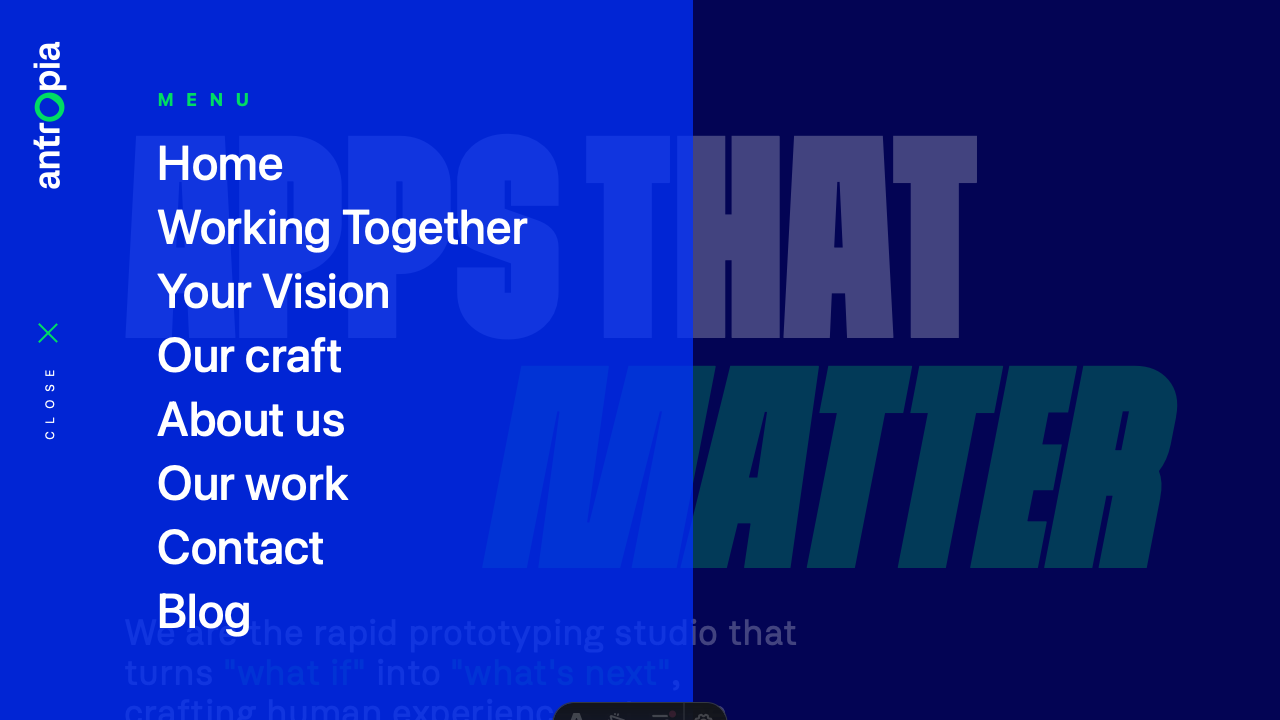 antropia
CLOSE
MENU
Home
Working Together
Your Vision
Our craft
About us
Our work
Contact
Blog
APPS THAT
MATTER
We are the rapid prototyping studio that
turns "what if" into "what's next",
crafting human experienc